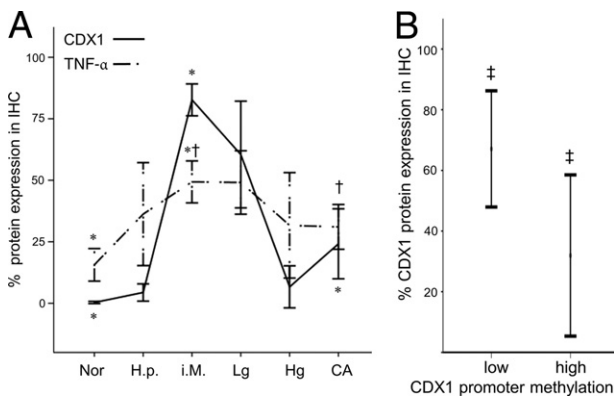 A
CDX1
TNF-α
% protein expression in IHC
100
75
50
25
0
*
*
*
*†
†
*
Nor H.p. i.M. Lg Hg CA
B
% CDX1 protein expression in IHC
100
80
60
40
20
‡
‡
low high
CDX1 promoter methylation